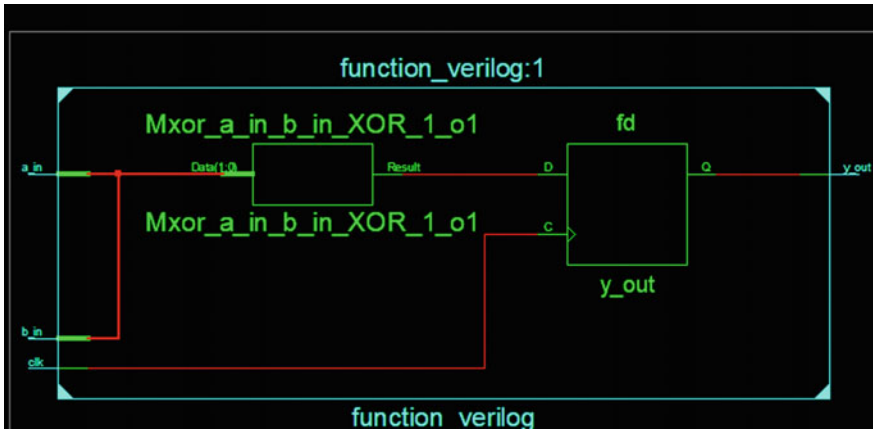 function_verilog:1
Mxor_a_in_b_in_XOR_1_o1
fd
a_in
Data(1:0)
Result
D
Q
y_out
Mxor_a_in_b_in_XOR_1_o1
C
y_out
b_in
clk
function_verilog